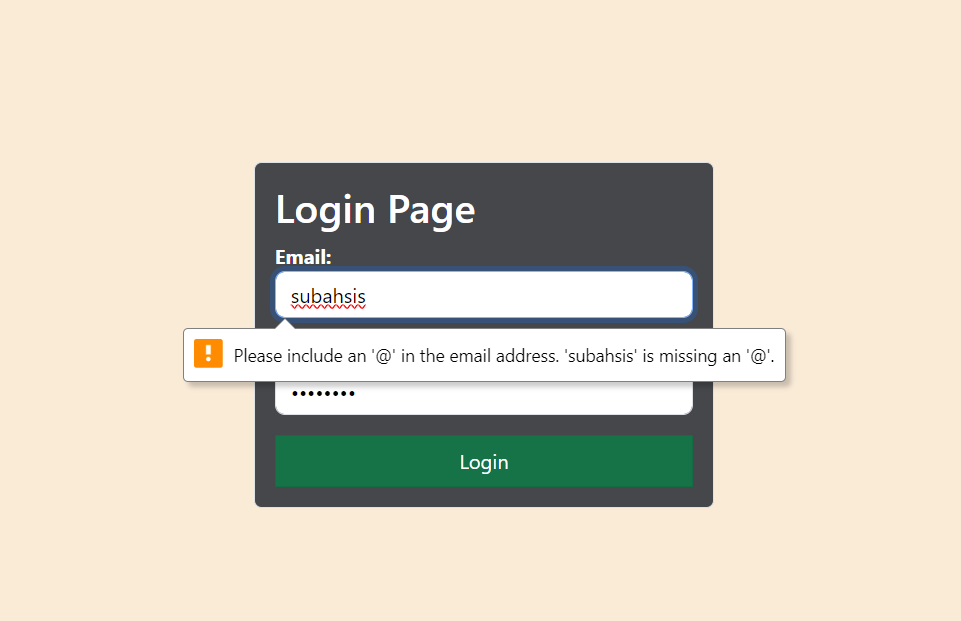 Login Page
Email:
subahsis
Please include an '@' in the email address. 'subahsis' is missing an '@'.
••••••••
Login